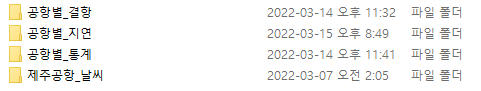 공항별_결항 2022-03-14 오후 11:32 파일 폴더
공항별_지연 2022-03-15 오후 8:49 파일 폴더
공항별_통계 2022-03-14 오후 11:41 파일 폴더
제주공항_날씨 2022-03-07 오전 2:05 파일 폴더